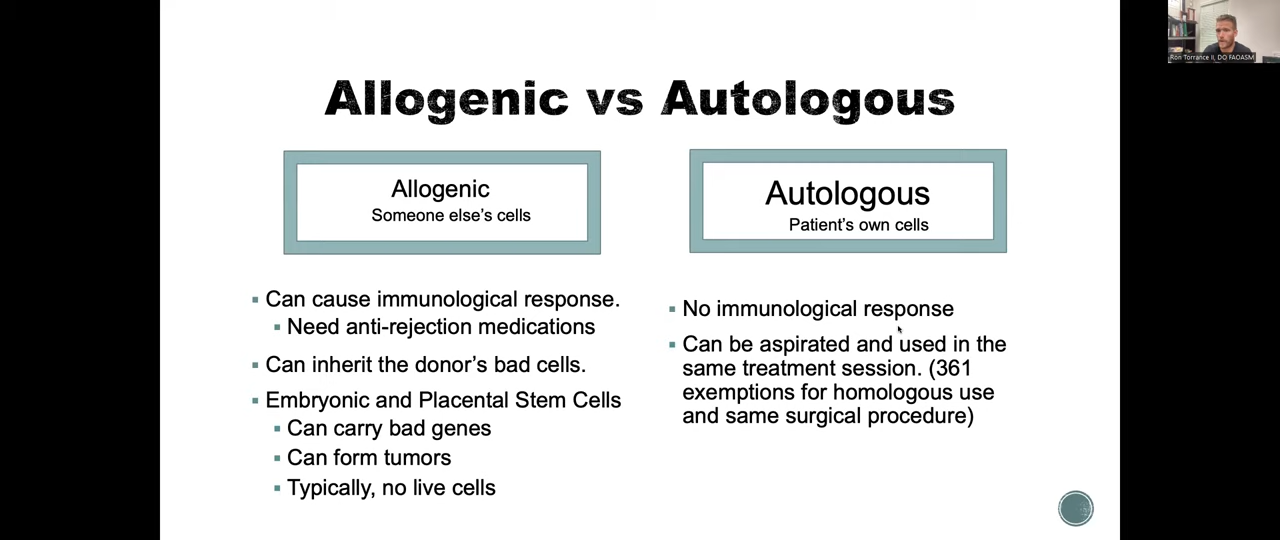 Ron Torrance II, DO FAOASM
Allogenic vs Autologous
Allogenic
Someone else's cells
Can cause immunological response.
Need anti-rejection medications
Can inherit the donor's bad cells.
Embryonic and Placental Stem Cells
Can carry bad genes
Can form tumors
Typically, no live cells
Autologous
Patient's own cells
No immunological response
Can be aspirated and used in the
same treatment session. (361
exemptions for homologous use
and same surgical procedure)